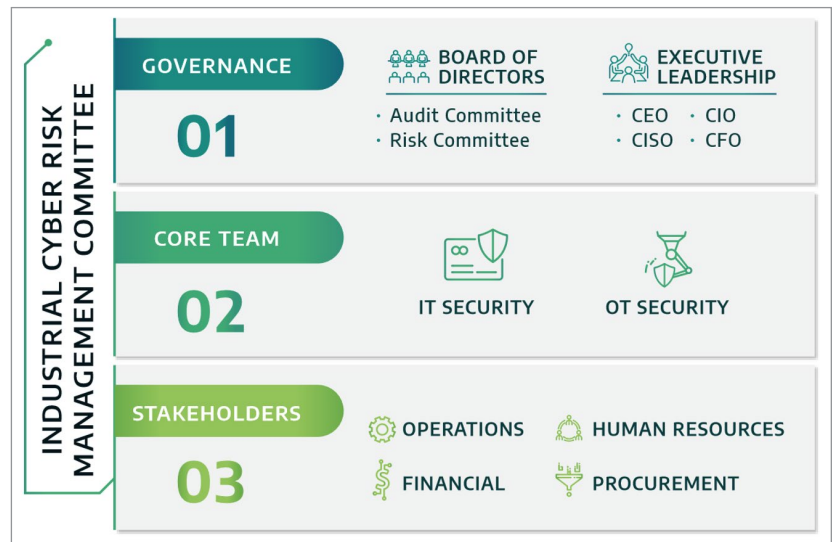 INDUSTRIAL CYBER RISK
MANAGEMENT COMMITTEE
GOVERNANCE
01
BOARD OF
DIRECTORS
· Audit Committee
· Risk Committee
EXECUTIVE
LEADERSHIP
· CEO · CIO
· CISO · CFO
CORE TEAM
02
IT SECURITY
OT SECURITY
STAKEHOLDERS
03
OPERATIONS
HUMAN RESOURCES
FINANCIAL
PROCUREMENT